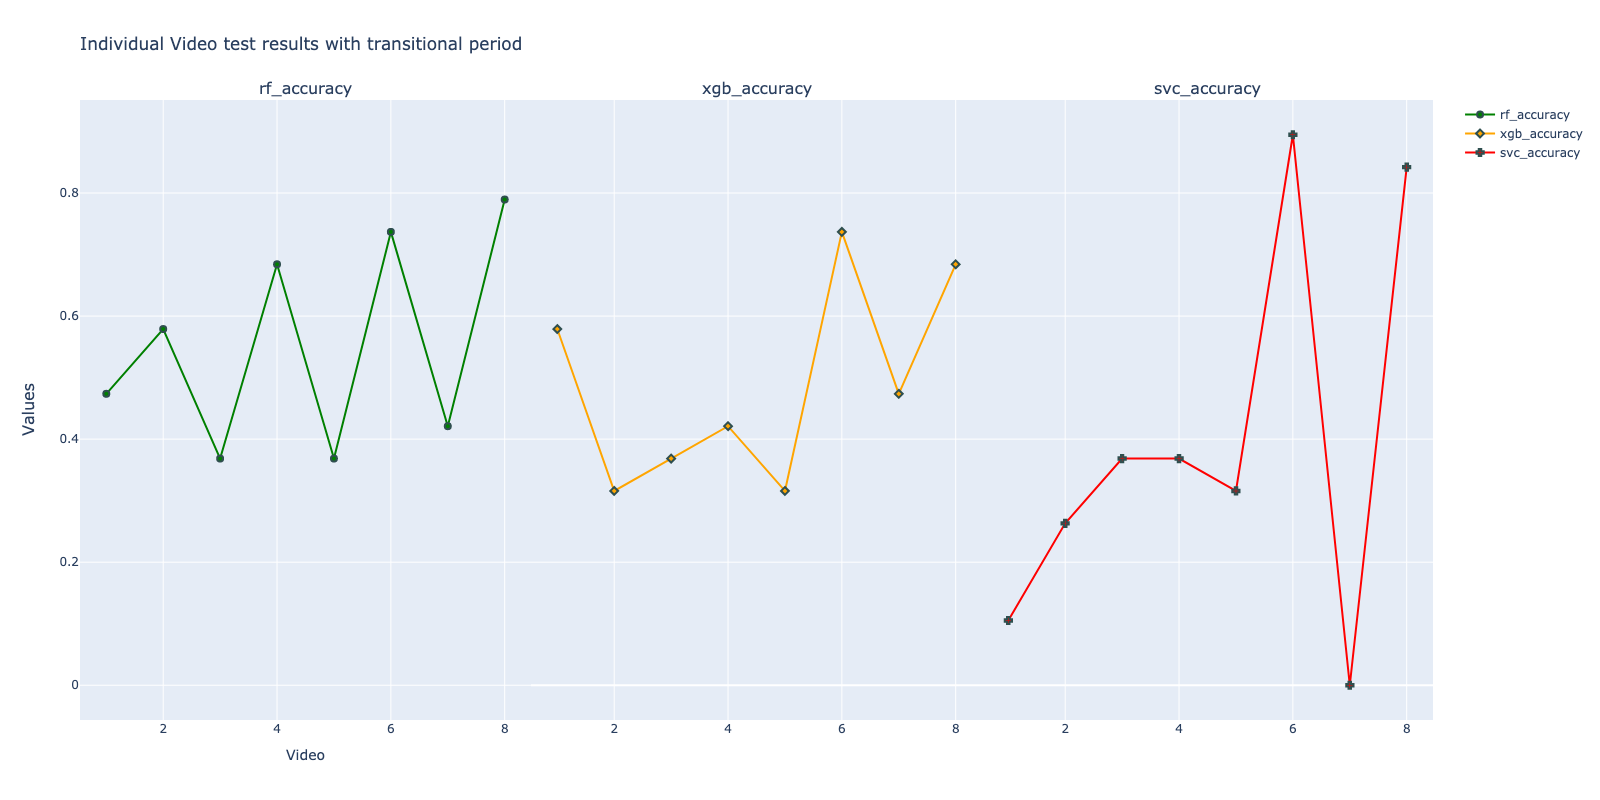 Individual Video test results with transitional period
rf_accuracy
xgb_accuracy
svc_accuracy
rf_accuracy
xgb_accuracy
svc_accuracy
Values
0.8
0.6
0.4
0.2
0
2 4 6 8 2 4 6 8 2 4 6 8
Video